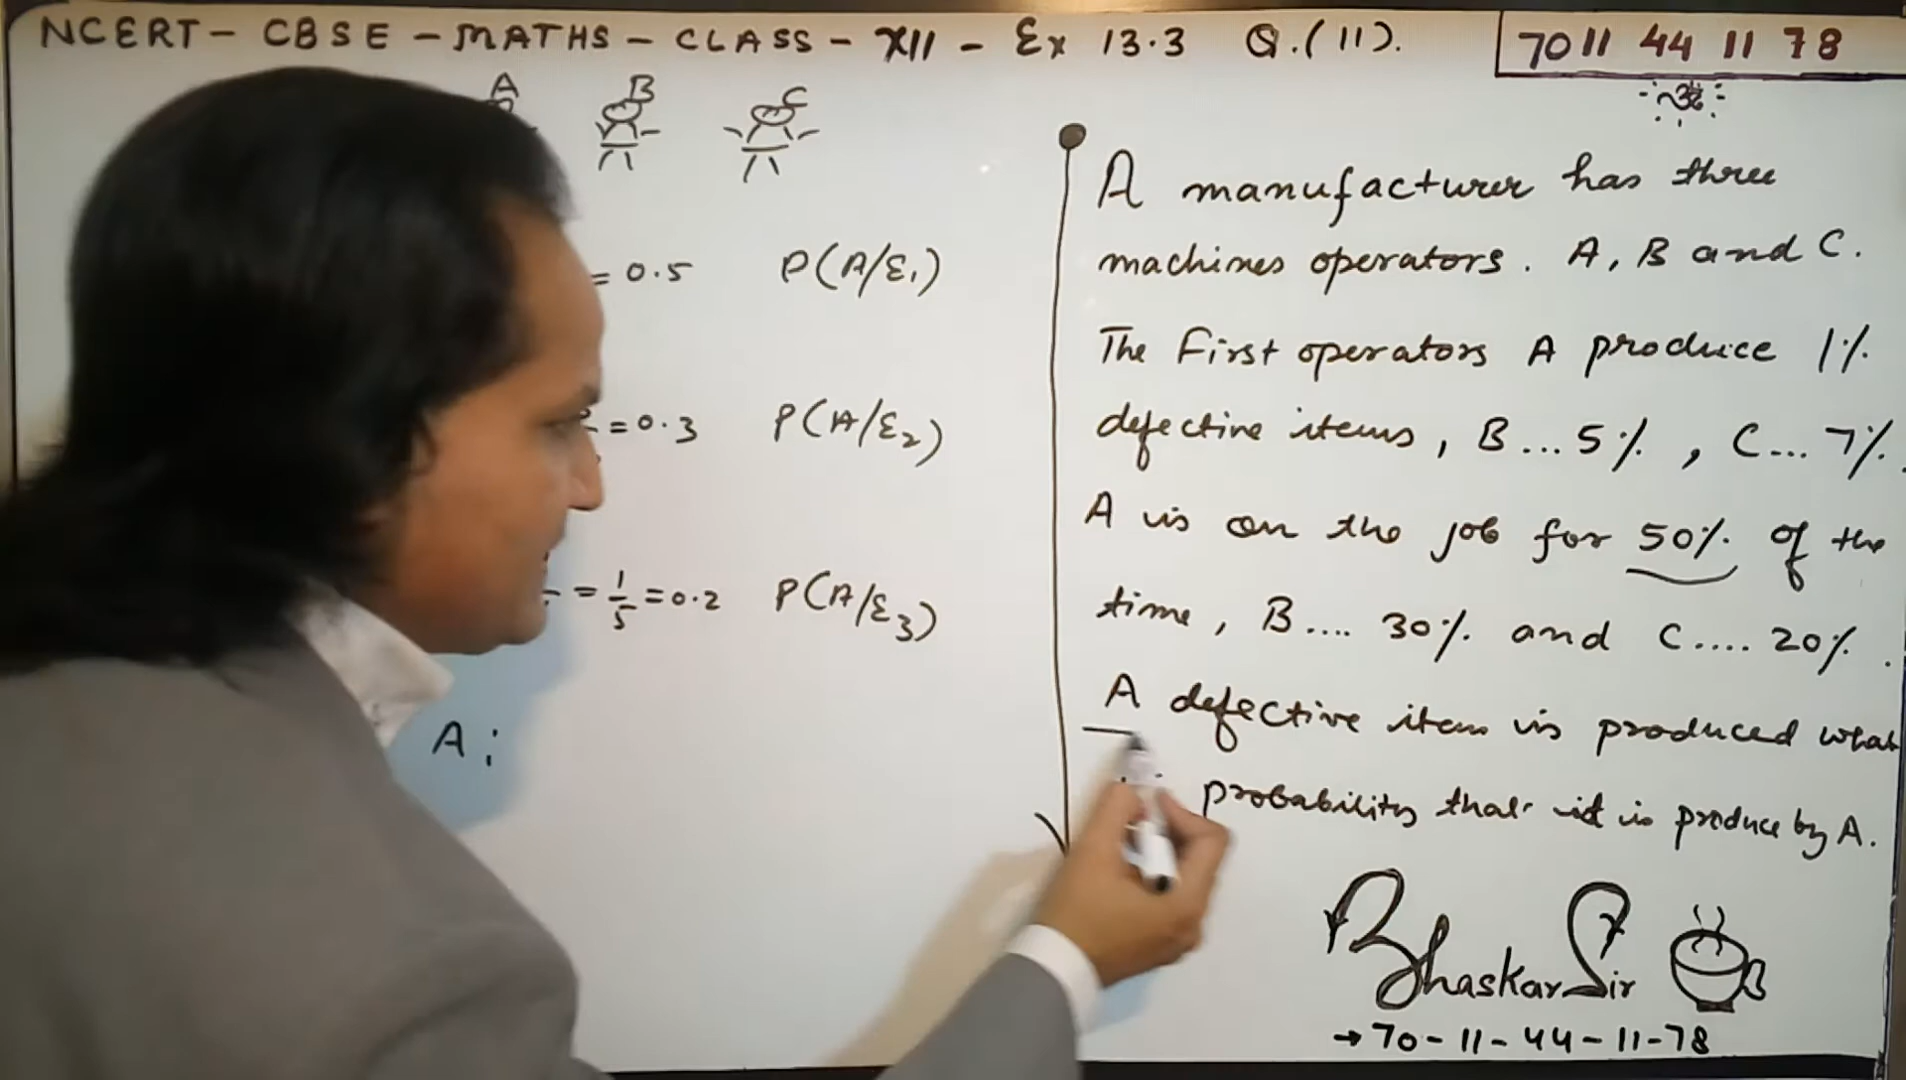 NCERT - CBSE - MATHS - CLASS - XII - Ex 13.3 Q.(11).
7011 44 11 78
A B C
= 0.5 P(A/E₁)
= 0.3 P(A/E₂)
= 1/5 = 0.2 P(A/E₃)
A :
A manufacturer has three
machines operators. A, B and C.
The First operators A produce 1%
defective items, B ... 5%, C ... 7%.
A is on the job for 50% of the
time, B .... 30% and C .... 20%.
A defective item is produced what
probability that it is produce by A.
Bhaskar Sir
→ 70-11-44-11-78